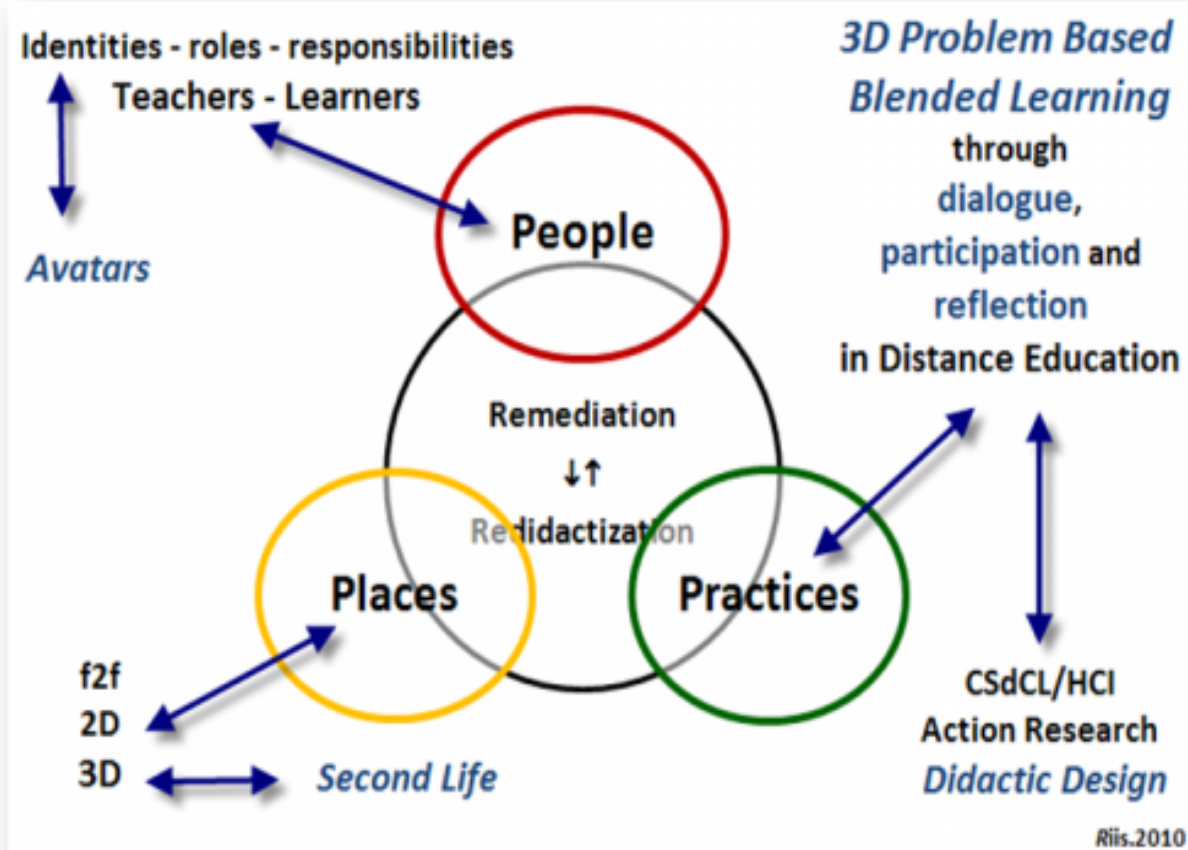 Identities - roles - responsibilities
Teachers - Learners
Avatars
3D Problem Based
Blended Learning
through
dialogue,
participation and
reflection
in Distance Education
People
Remediation
↓↑
Redidactization
Places
Practices
f2f
2D
3D
Second Life
CSdCL/HCI
Action Research
Didactic Design
Riis.2010